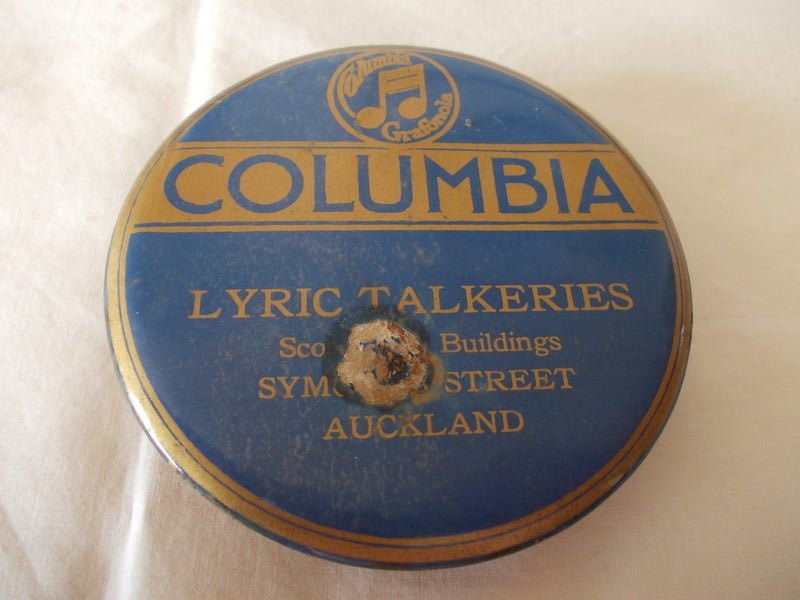 Columbia
Grafonola
COLUMBIA
LYRIC TALKERIES
Buildings
STREET
AUCKLAND